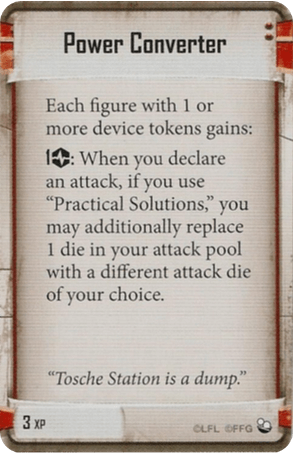 Power Converter
Each figure with 1 or
more device tokens gains:
1: When you declare
an attack, if you use
“Practical Solutions,” you
may additionally replace
1 die in your attack pool
with a different attack die
of your choice.
“Tosche Station is a dump.”
3 XP
©LFL ©FFG